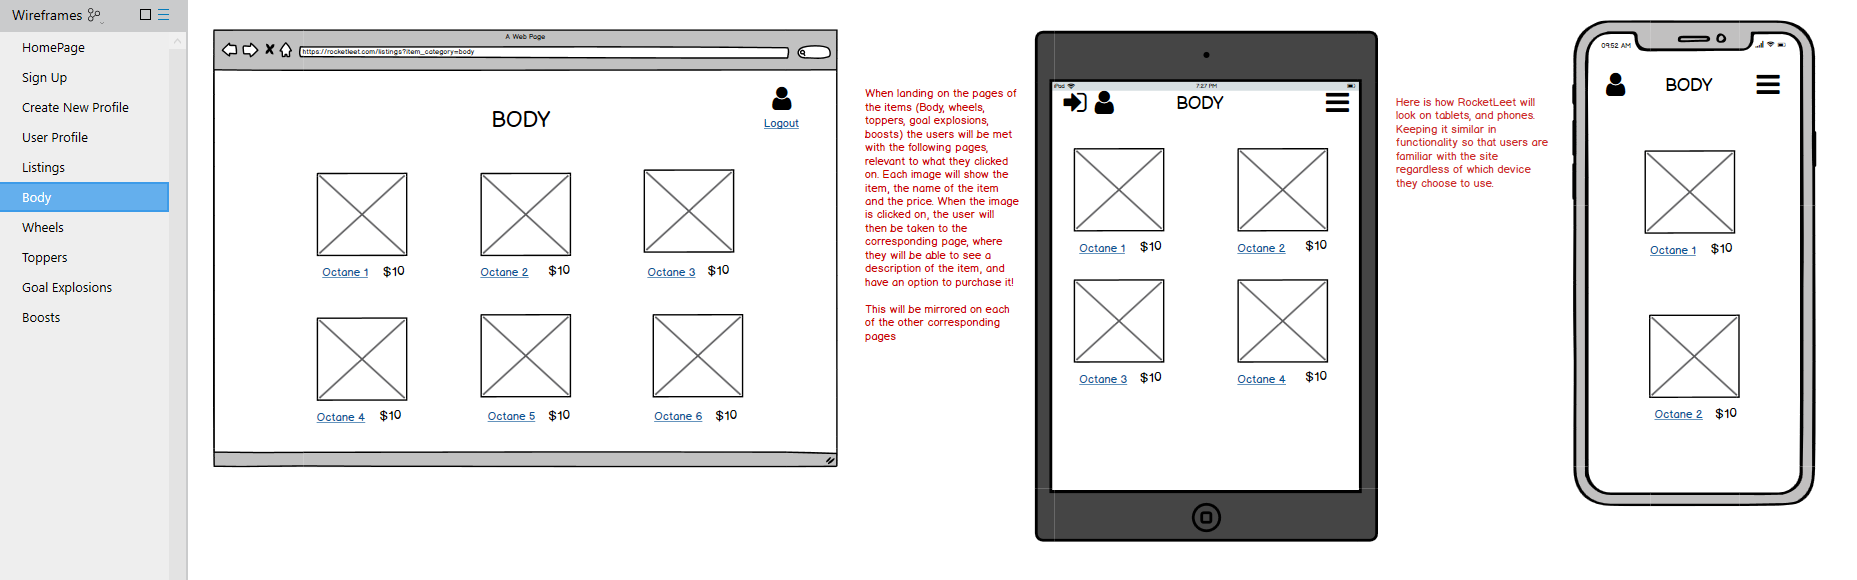 Wireframes
HomePage
Sign Up
Create New Profile
User Profile
Listings
Body
Wheels
Toppers
Goal Explosions
Boosts
A Web Page
https://rocketleet.com/listings?item_category=body
BODY
Logout
Octane 1 $10
Octane 2 $10
Octane 3 $10
Octane 4 $10
Octane 5 $10
Octane 6 $10
When landing on the pages of
the items (Body, wheels,
toppers, goal explosions,
boosts) the users will be met
with the following pages,
relevant to what they clicked
on. Each image will show the
item, the name of the item
and the price. When the image
is clicked on, the user will
then be taken to the
corresponding page, where
they will be able to see a
description of the item, and
have an option to purchase it!
This will be mirrored on each
of the other corresponding
pages
iPod
7:27 PM
BODY
Octane 1 $10
Octane 2 $10
Octane 3 $10
Octane 4 $10
Here is how RocketLeet will
look on tablets, and phones.
Keeping it similar in
functionality so that users are
familiar with the site
regardless of which device
they choose to use.
09:52 AM
BODY
Octane 1 $10
Octane 2 $10